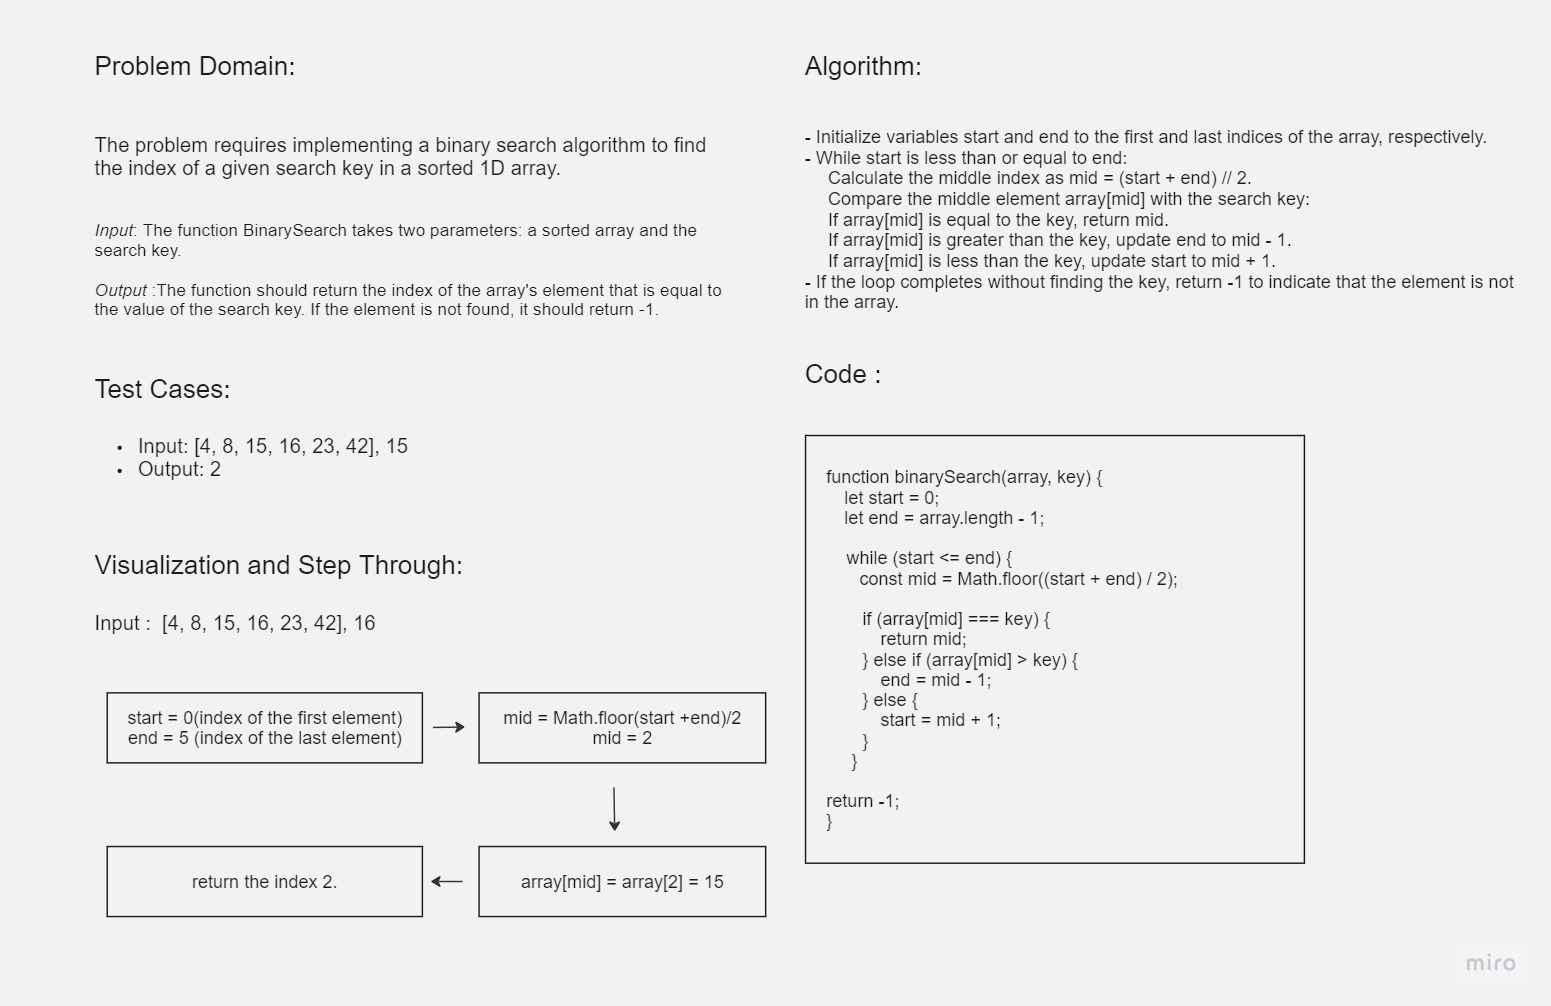 Problem Domain:
The problem requires implementing a binary search algorithm to find
the index of a given search key in a sorted 1D array.
Input: The function BinarySearch takes two parameters: a sorted array and the
search key.
Output :The function should return the index of the array's element that is equal to
the value of the search key. If the element is not found, it should return -1.
Test Cases:
• Input: [4, 8, 15, 16, 23, 42], 15
• Output: 2
Visualization and Step Through:
Input :  [4, 8, 15, 16, 23, 42], 16
start = 0(index of the first element)
end = 5 (index of the last element)
mid = Math.floor(start +end)/2
mid = 2
array[mid] = array[2] = 15
return the index 2.
Algorithm:
- Initialize variables start and end to the first and last indices of the array, respectively.
- While start is less than or equal to end:
Calculate the middle index as mid = (start + end) // 2.
Compare the middle element array[mid] with the search key:
If array[mid] is equal to the key, return mid.
If array[mid] is greater than the key, update end to mid - 1.
If array[mid] is less than the key, update start to mid + 1.
- If the loop completes without finding the key, return -1 to indicate that the element is not
in the array.
Code :
function binarySearch(array, key) {
let start = 0;
let end = array.length - 1;
while (start <= end) {
const mid = Math.floor((start + end) / 2);
if (array[mid] === key) {
return mid;
} else if (array[mid] > key) {
end = mid - 1;
} else {
start = mid + 1;
}
}
return -1;
}
miro